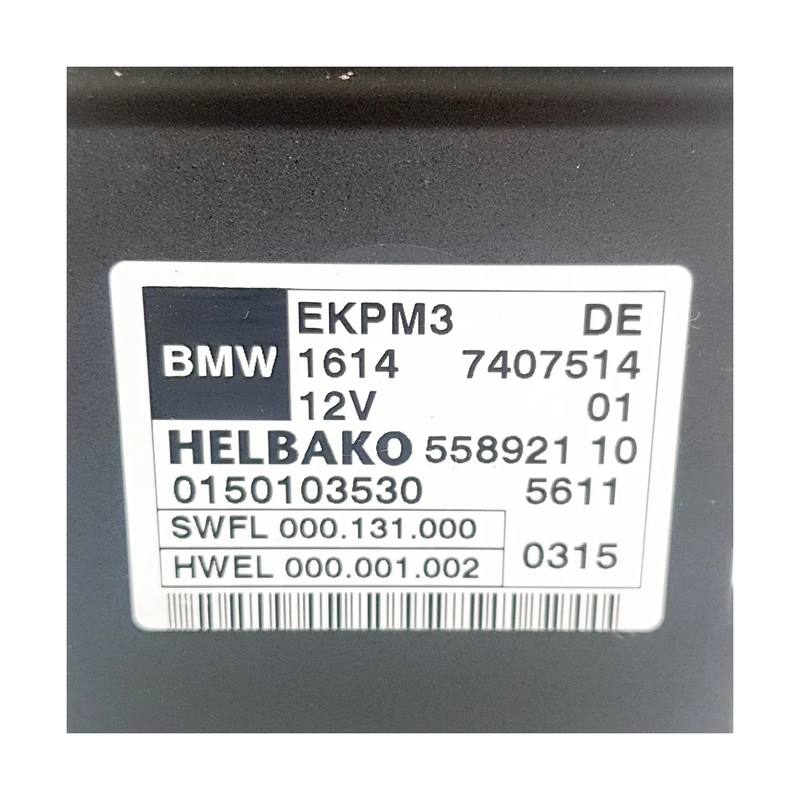 EKPM3 DE
BMW 1614 7407514
12V 01
HELBAKO 558921 10
0150103530 5611
SWFL 000.131.000
HWEL 000.001.002 0315